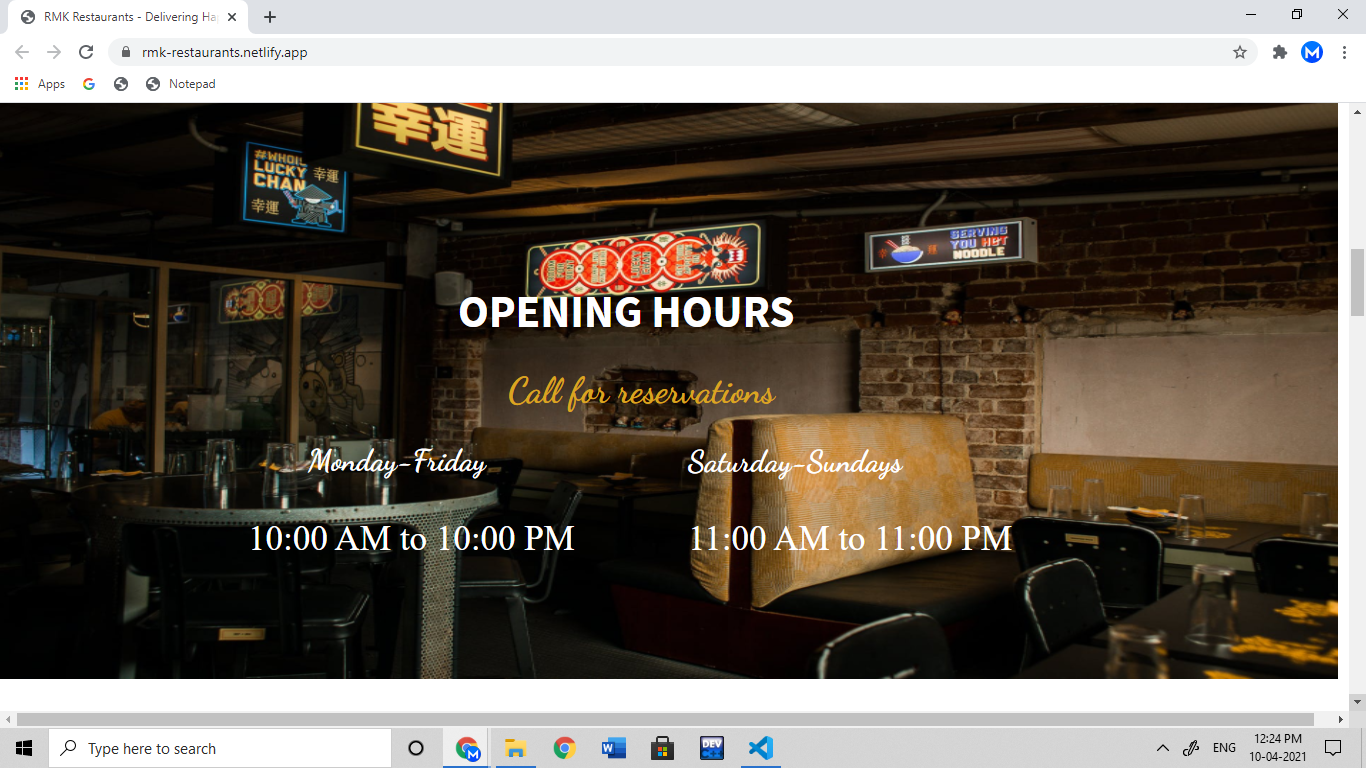 RMK Restaurants - Delivering Ha
rmk-restaurants.netlify.app
Apps
Notepad
幸運
#WHOIL
LUCKY
CHAN
幸運
幸運
SERVING
YOU HOT
NOODLE
OPENING HOURS
Call for reservations
Monday-Friday
Saturday-Sundays
10:00 AM to 10:00 PM
11:00 AM to 11:00 PM
Type here to search
DEV
ENG
12:24 PM
10-04-2021